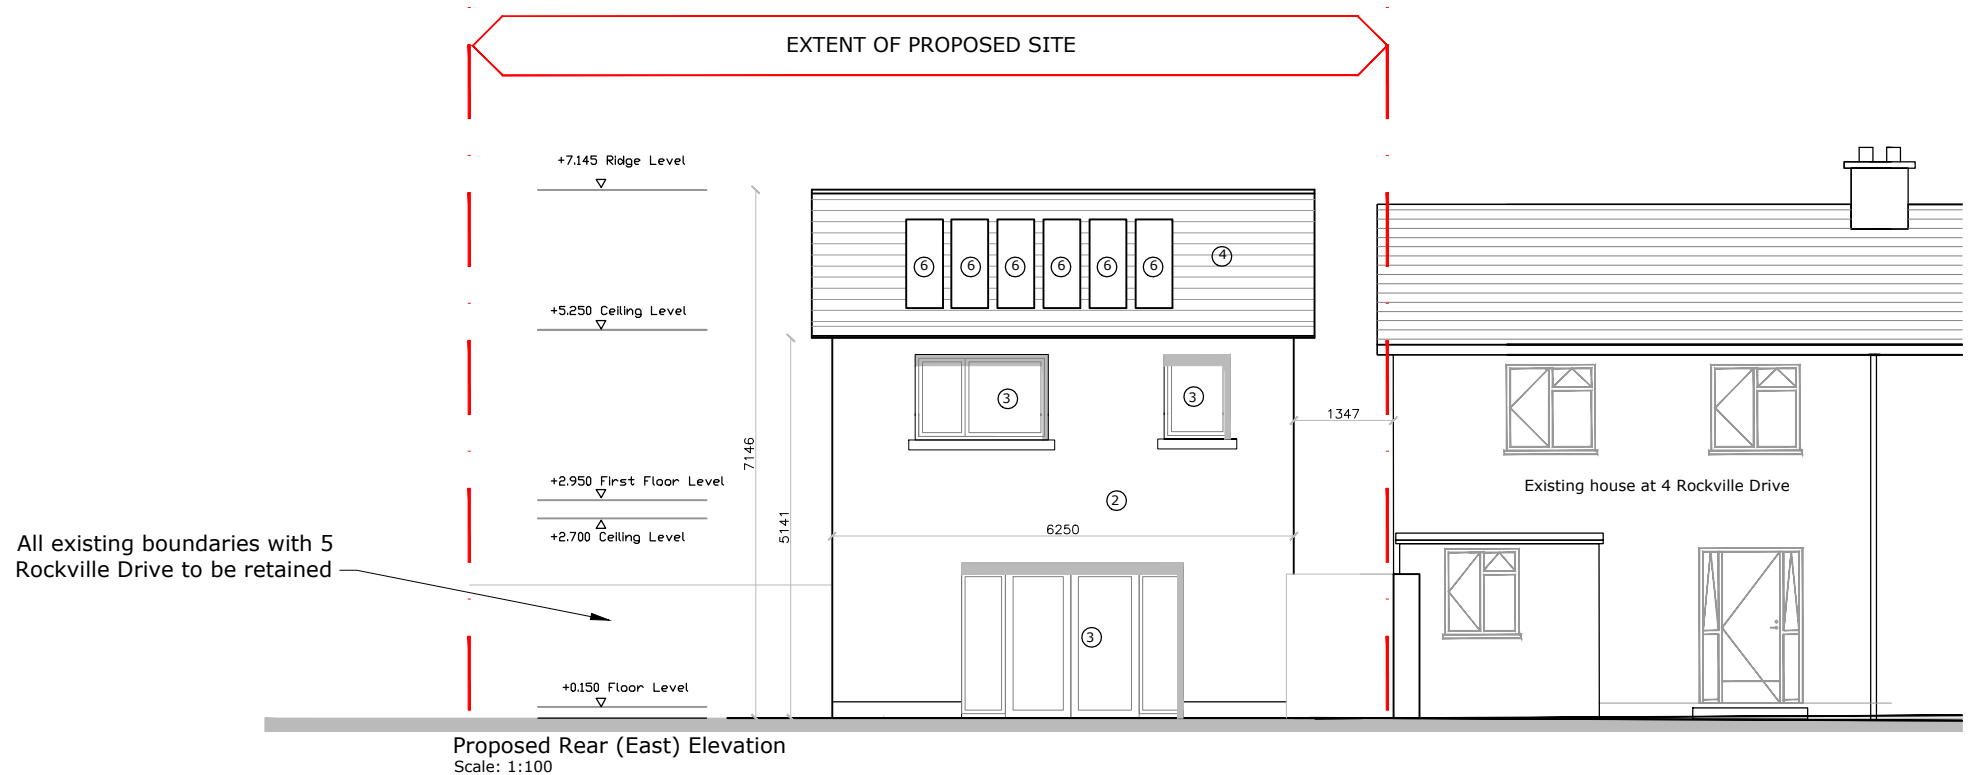 EXTENT OF PROPOSED SITE
+7.145 Ridge Level
6 6 6 6 6 6
4
+5.250 Ceiling Level
3
3
1347
7146
+2.950 First Floor Level
Existing house at 4 Rockville Drive
2
5141
6250
+2.700 Ceiling Level
All existing boundaries with 5
Rockville Drive to be retained
3
+0.150 Floor Level
Proposed Rear (East) Elevation
Scale: 1:100